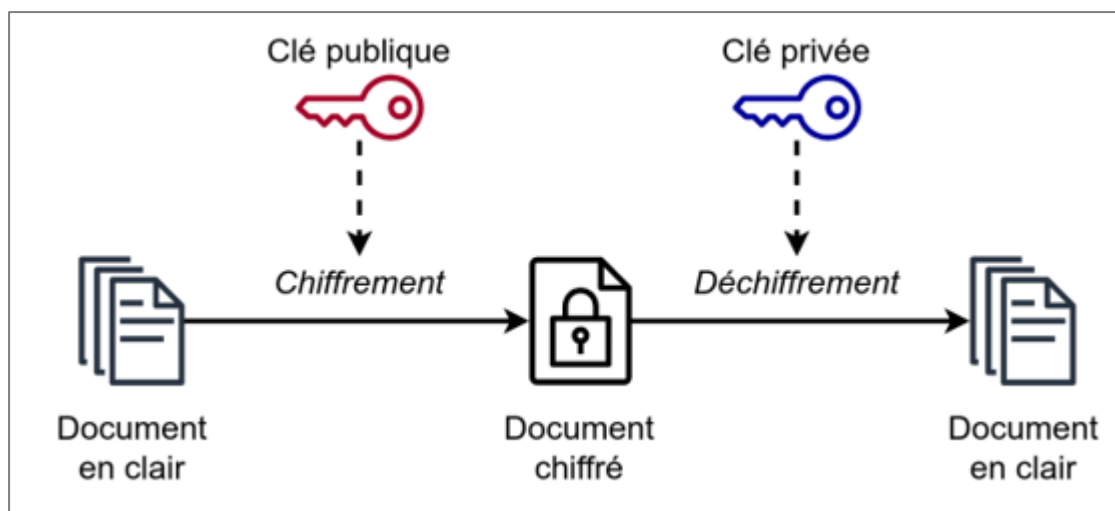 Clé publique
Clé privée
Chiffrement
Déchiffrement
Document
en clair
Document
chiffré
Document
en clair